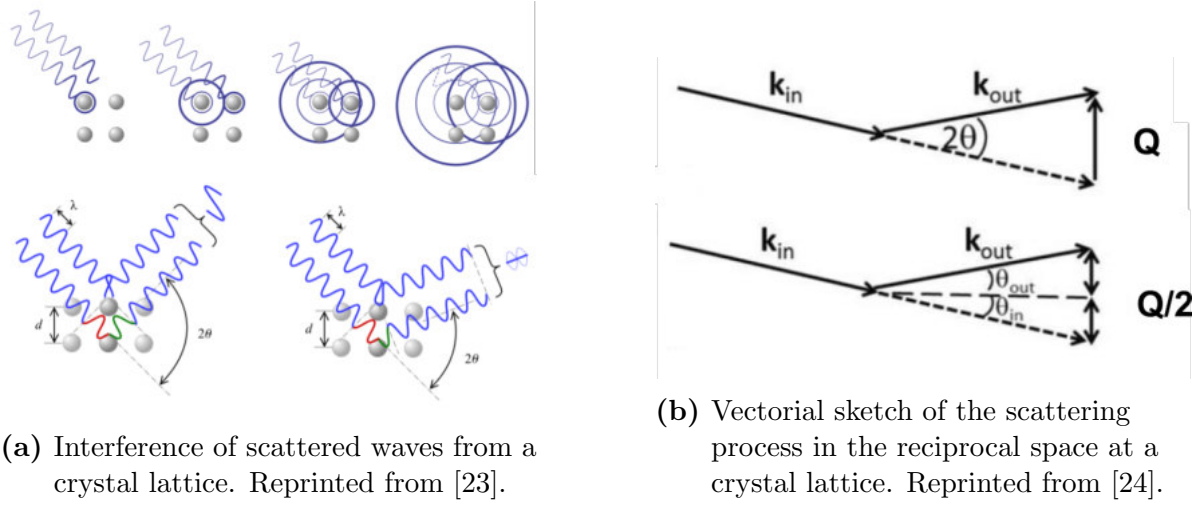 λ
d
2θ
λ
d
2θ
(a) Interference of scattered waves from a
crystal lattice. Reprinted from [23].
k_in
k_out
2θ
Q
k_in
k_out
θ_out
θ_in
Q/2
(b) Vectorial sketch of the scattering
process in the reciprocal space at a
crystal lattice. Reprinted from [24].